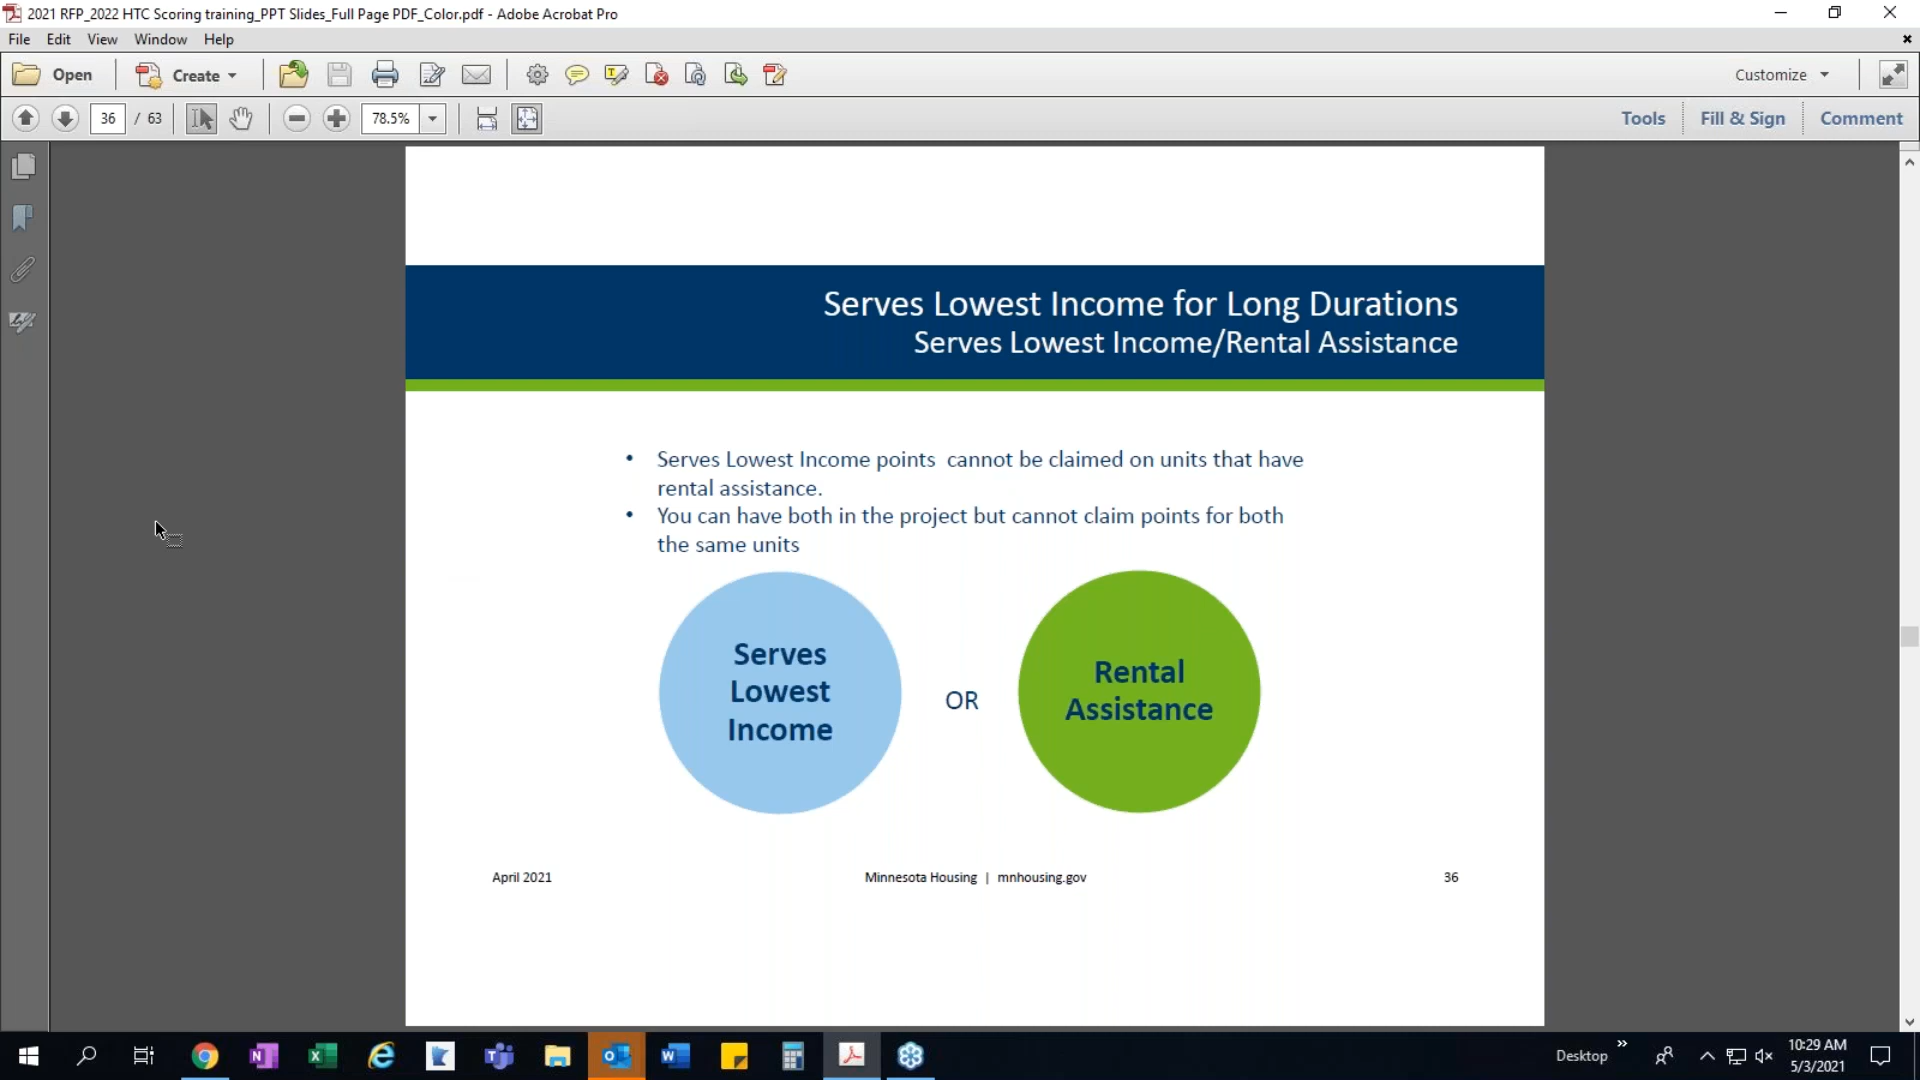 2021 RFP_2022 HTC Scoring training_PPT Slides_Full Page PDF_Color.pdf - Adobe Acrobat Pro
File Edit View Window Help
Open Create Customize
36 / 63 78.5% Tools Fill & Sign Comment
Serves Lowest Income for Long Durations
Serves Lowest Income/Rental Assistance
• Serves Lowest Income points cannot be claimed on units that have
rental assistance.
• You can have both in the project but cannot claim points for both
the same units
Serves
Lowest
Income
OR
Rental
Assistance
April 2021 Minnesota Housing | mnhousing.gov 36
Desktop
10:29 AM
5/3/2021